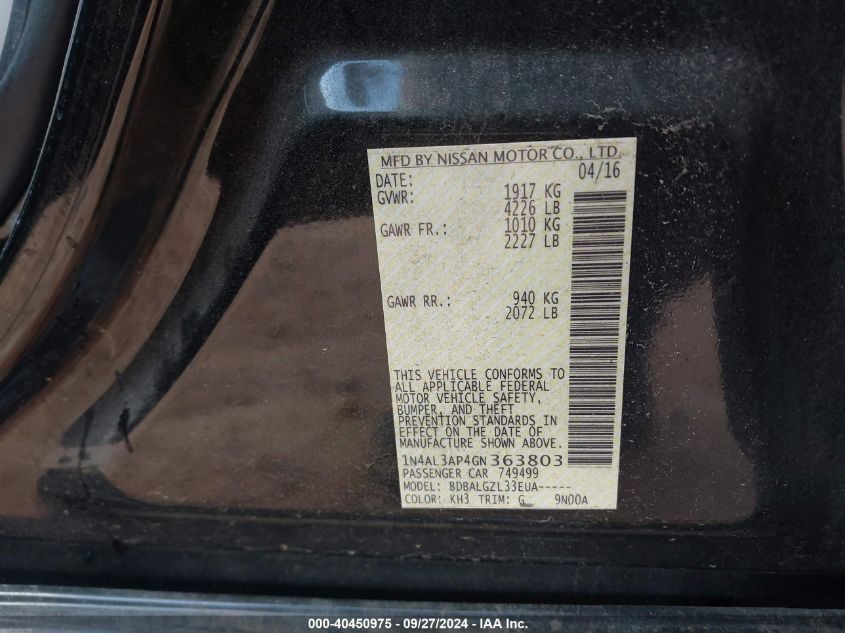 MFD BY NISSAN MOTOR CO., LTD.
DATE: 04/16
GVWR: 1917 KG
4226 LB
GAWR FR.: 1010 KG
2227 LB
GAWR RR.: 940 KG
2072 LB
THIS VEHICLE CONFORMS TO
ALL APPLICABLE FEDERAL
MOTOR VEHICLE SAFETY,
BUMPER, AND THEFT
PREVENTION STANDARDS IN
EFFECT ON THE DATE OF
MANUFACTURE SHOWN ABOVE.
1N4AL3AP4GN363803
PASSENGER CAR 749499
MODEL: BDBALGZL33EUA-----
COLOR: KH3 TRIM: G 9N00A
000-40450975 - 09/27/2024 - IAA Inc.